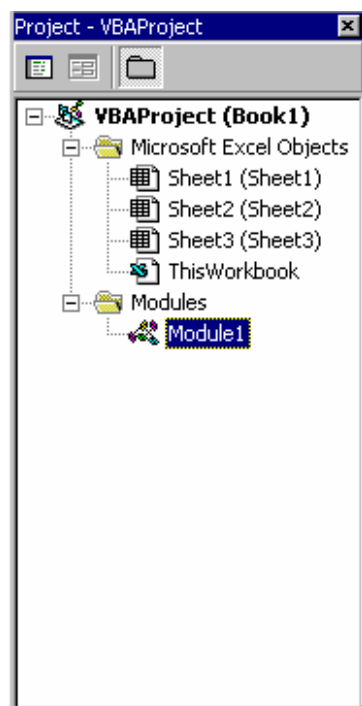 Project - VBAProject
VBAProject (Book1)
Microsoft Excel Objects
Sheet1 (Sheet1)
Sheet2 (Sheet2)
Sheet3 (Sheet3)
ThisWorkbook
Modules
Module1